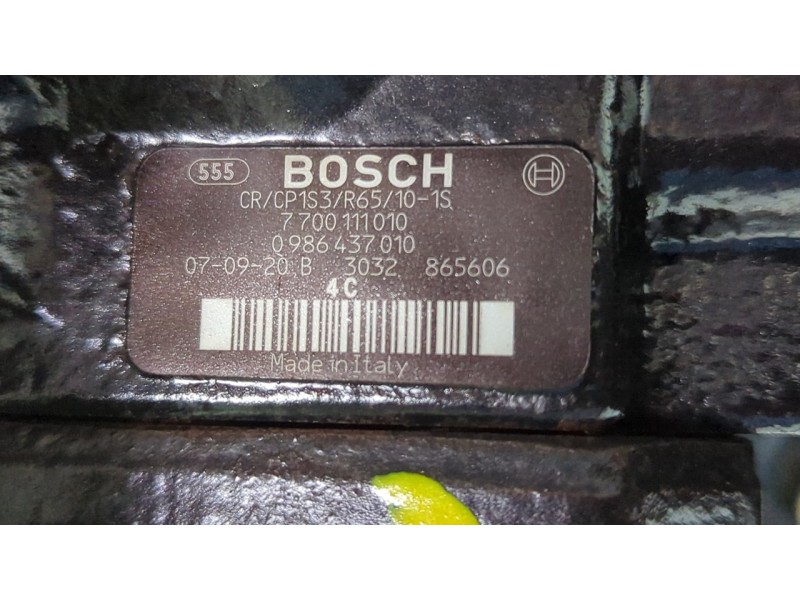 555 BOSCH
CR/CP1S3/R65/10-1S
7 700 111 010
0 986 437 010
07-09-20 B 3032 865606
4C
Made in Italy